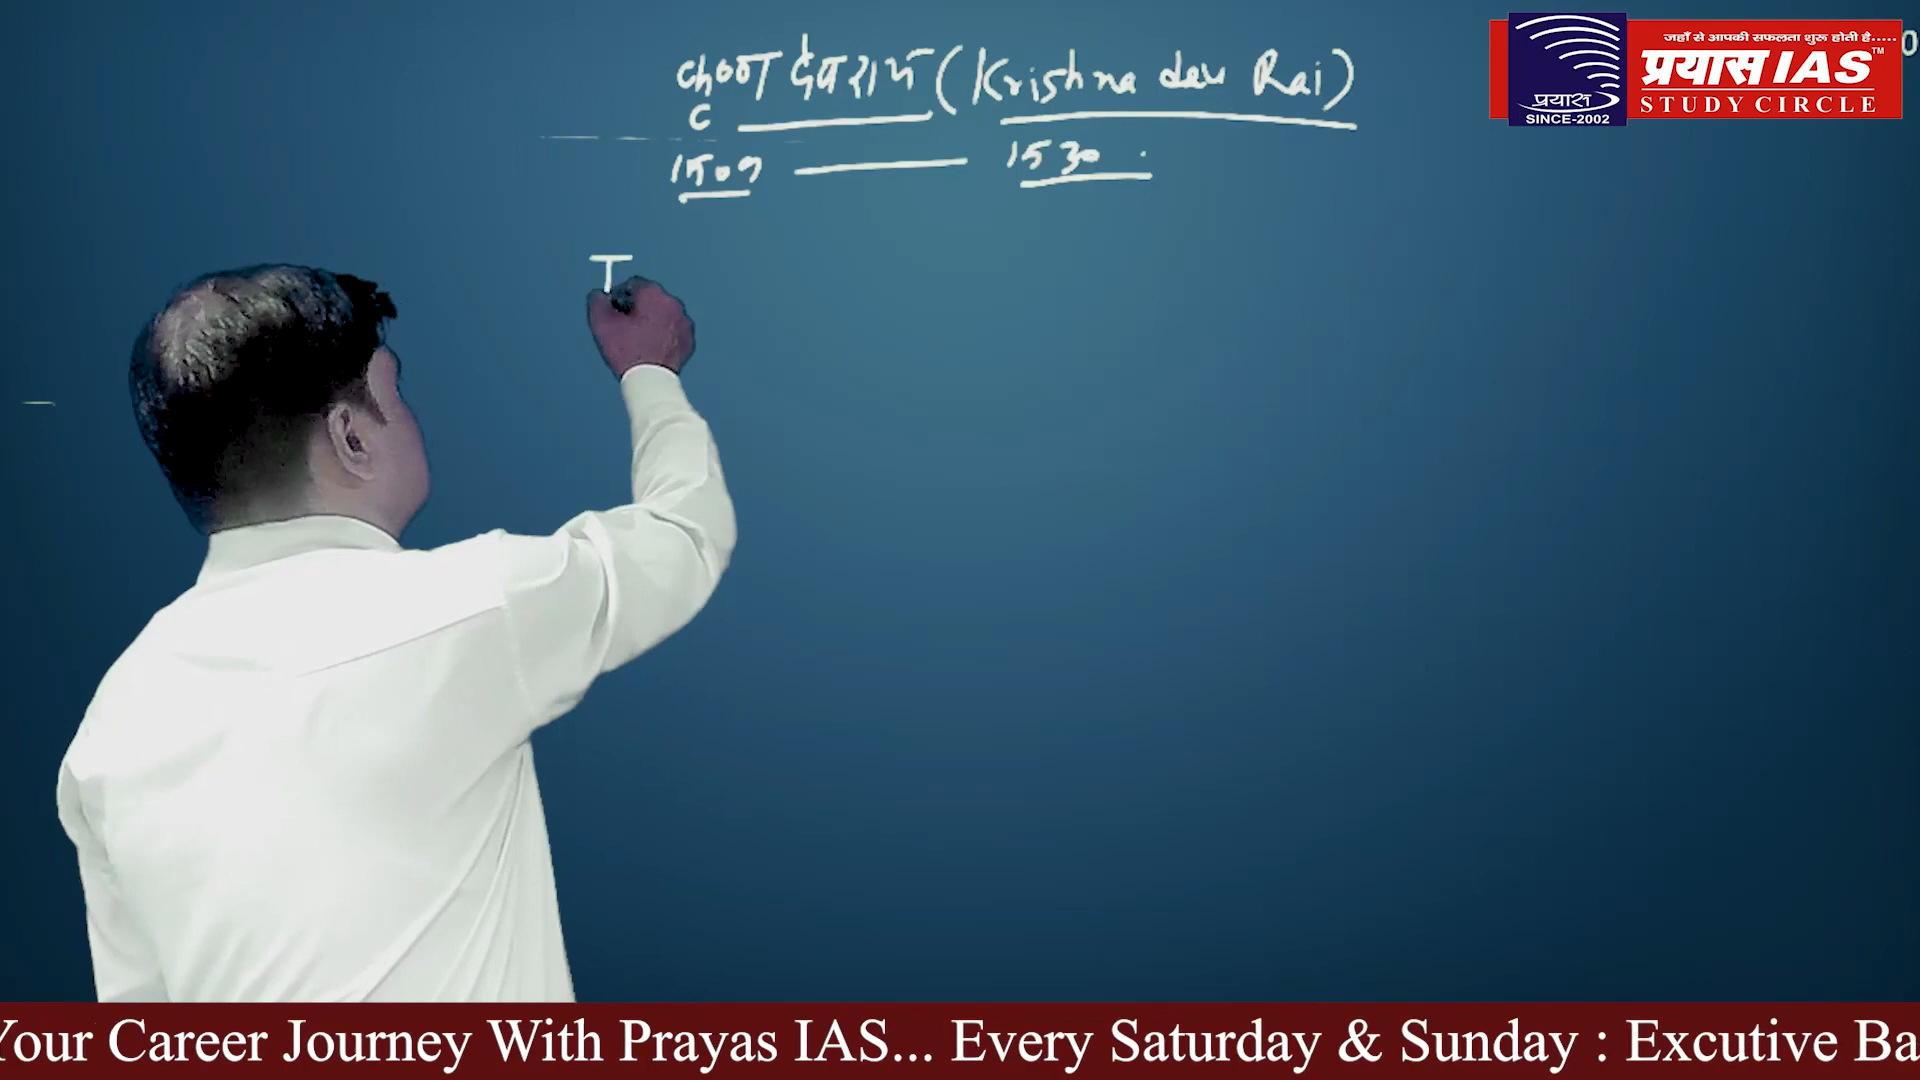 कृष्ण देवराय (Krishna dev Rai)
1509 — 1530
T
जहाँ से आपकी सफलता शुरू होती है.....
प्रयास IAS™
STUDY CIRCLE
प्रयास
SINCE-2002
Your Career Journey With Prayas IAS... Every Saturday & Sunday : Excutive Ba